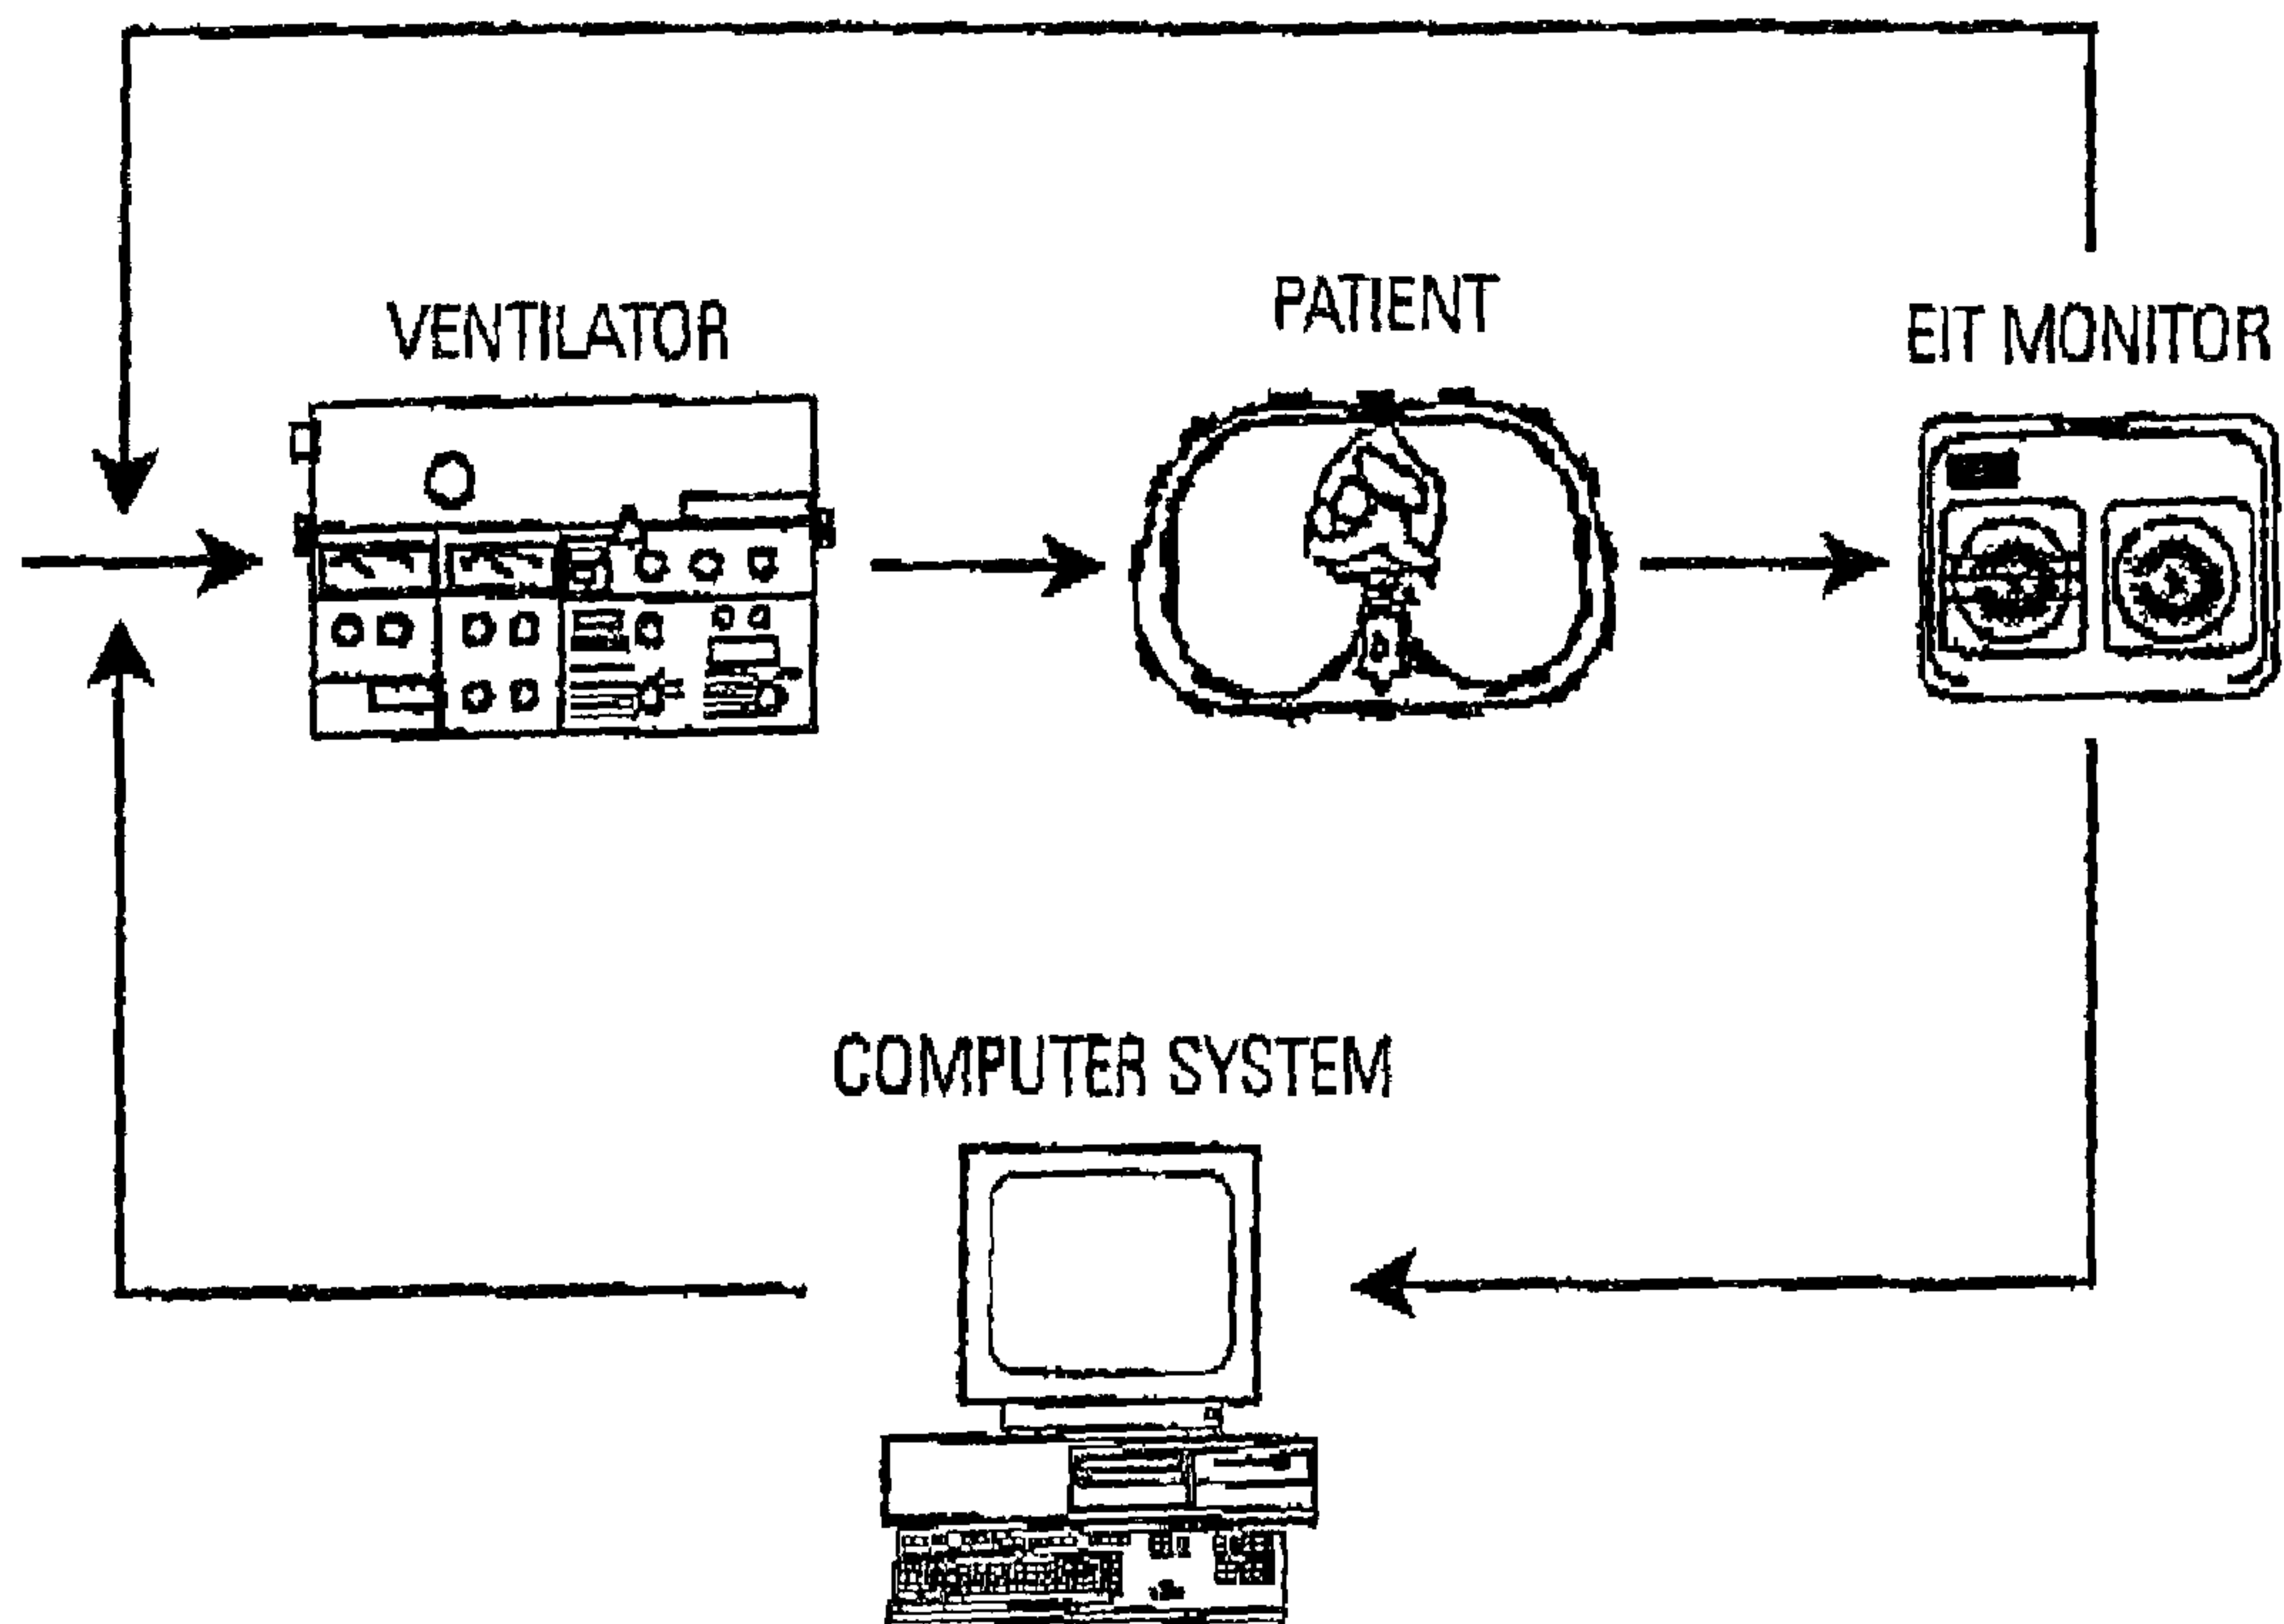 VENTILATOR
PATIENT
EIT MONITOR
COMPUTER SYSTEM